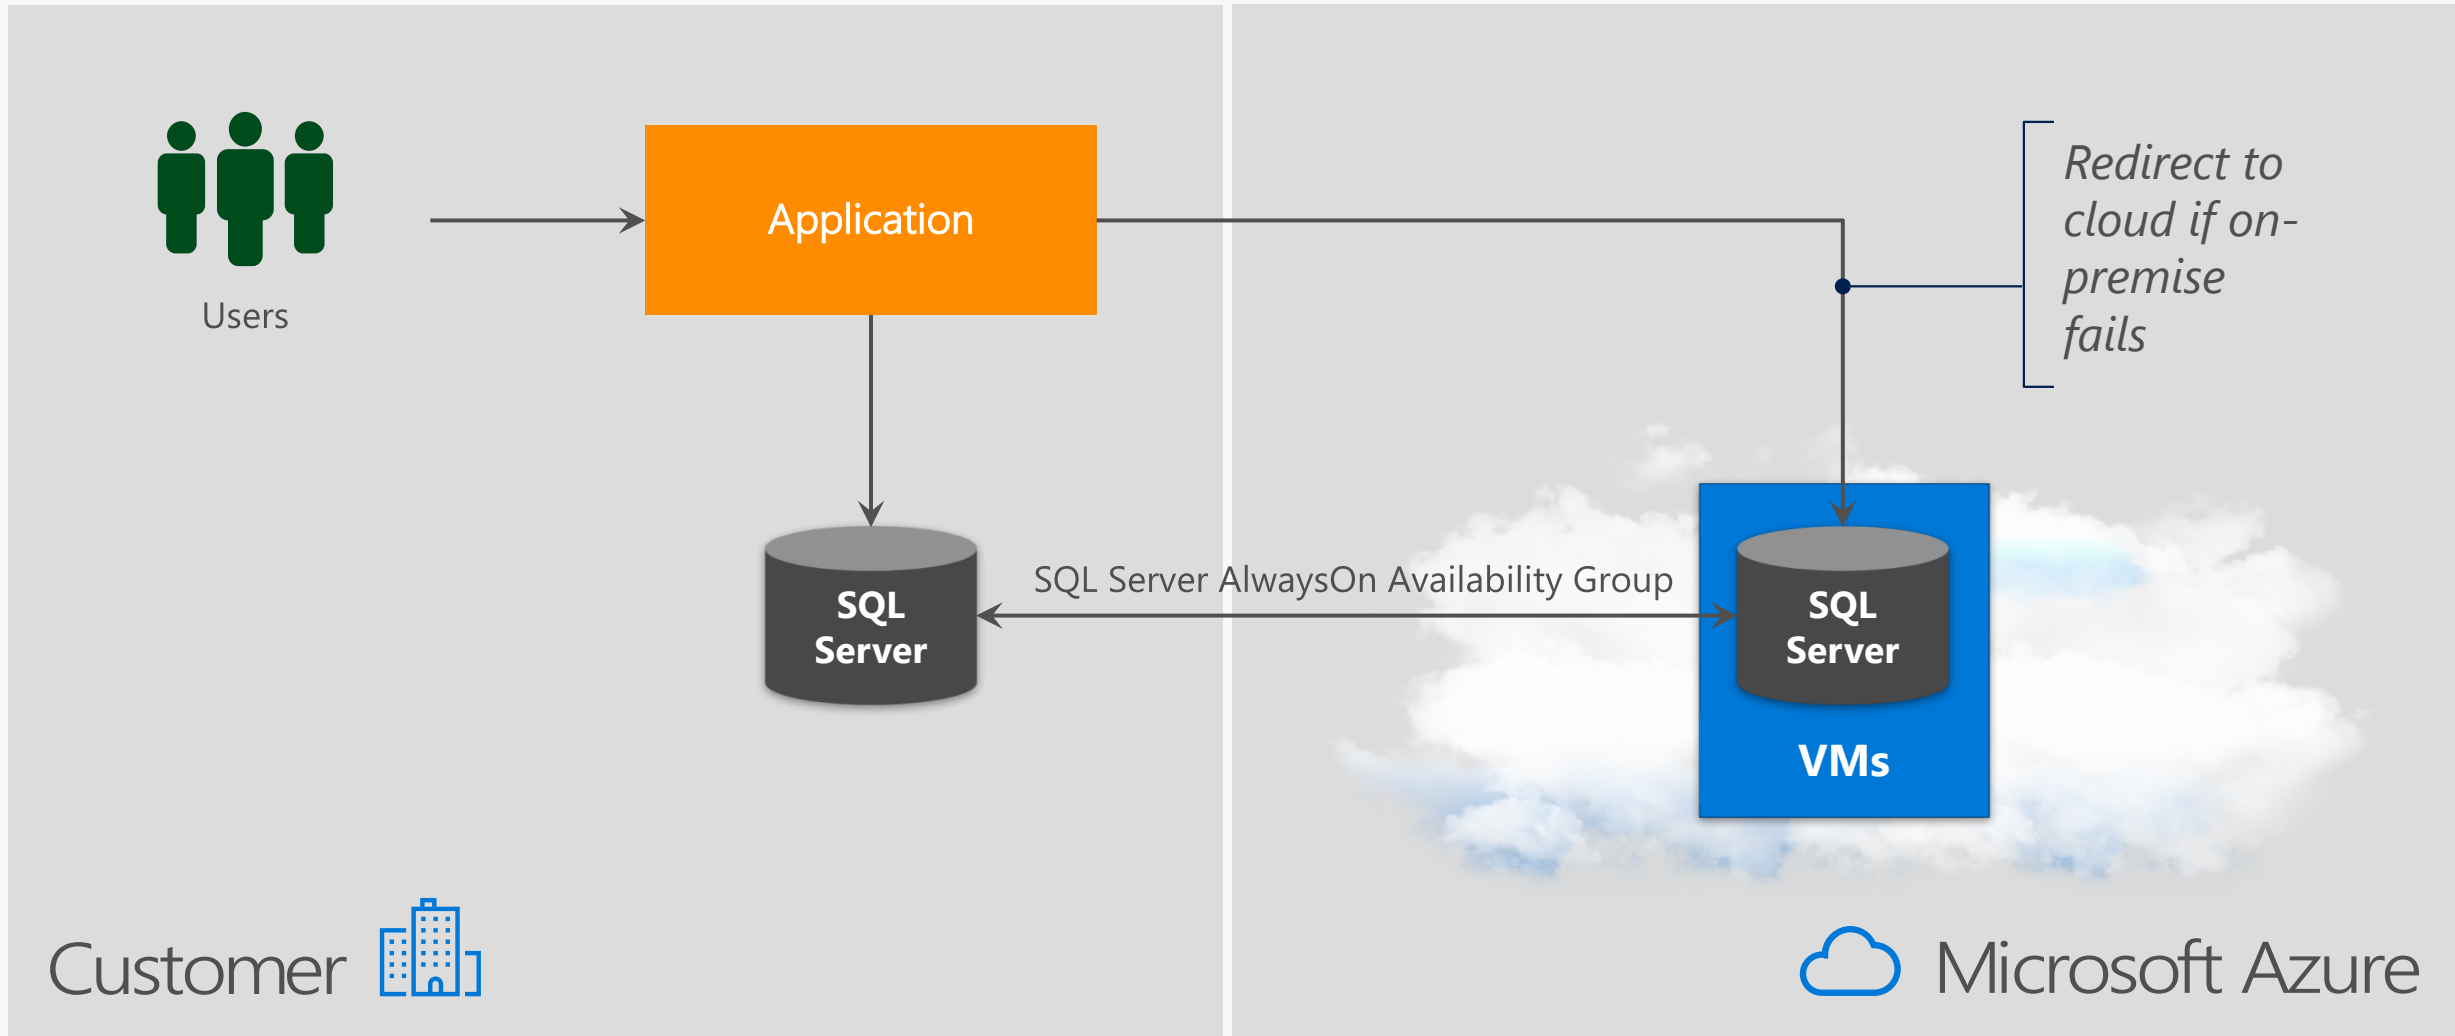 Users
Application
Redirect to
cloud if on-
premise
fails
SQL
Server
SQL Server AlwaysOn Availability Group
SQL
Server
VMs
Customer
Microsoft Azure